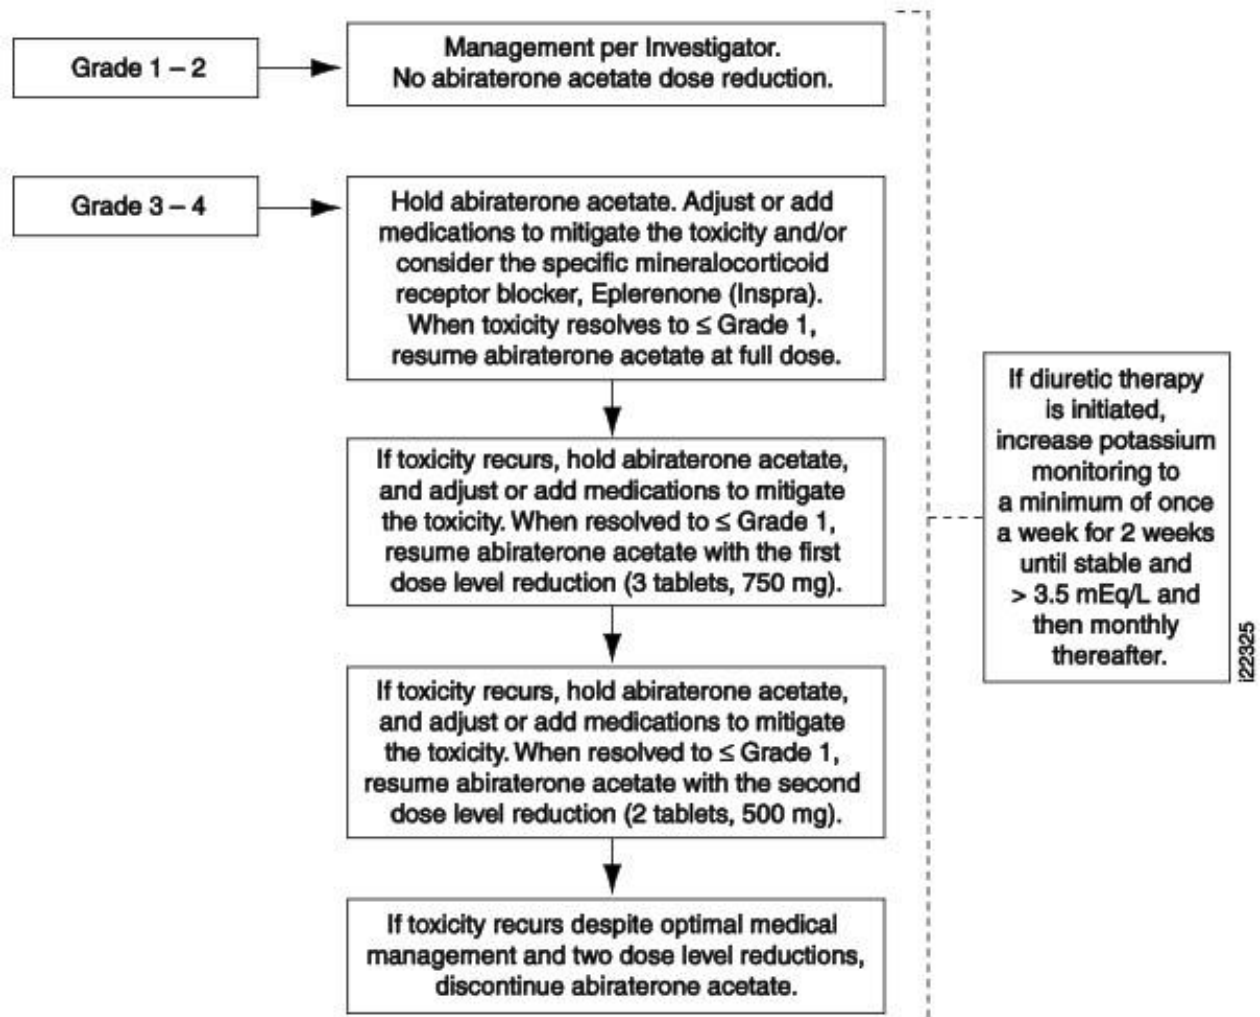 Grade 1 – 2
Management per Investigator.
No abiraterone acetate dose reduction.
Grade 3 – 4
Hold abiraterone acetate. Adjust or add
medications to mitigate the toxicity and/or
consider the specific mineralocorticoid
receptor blocker, Eplerenone (Inspra).
When toxicity resolves to ≤ Grade 1,
resume abiraterone acetate at full dose.
If toxicity recurs, hold abiraterone acetate,
and adjust or add medications to mitigate
the toxicity. When resolved to ≤ Grade 1,
resume abiraterone acetate with the first
dose level reduction (3 tablets, 750 mg).
If toxicity recurs, hold abiraterone acetate,
and adjust or add medications to mitigate
the toxicity. When resolved to ≤ Grade 1,
resume abiraterone acetate with the second
dose level reduction (2 tablets, 500 mg).
If toxicity recurs despite optimal medical
management and two dose level reductions,
discontinue abiraterone acetate.
If diuretic therapy
is initiated,
increase potassium
monitoring to
a minimum of once
a week for 2 weeks
until stable and
> 3.5 mEq/L and
then monthly
thereafter.
i22325